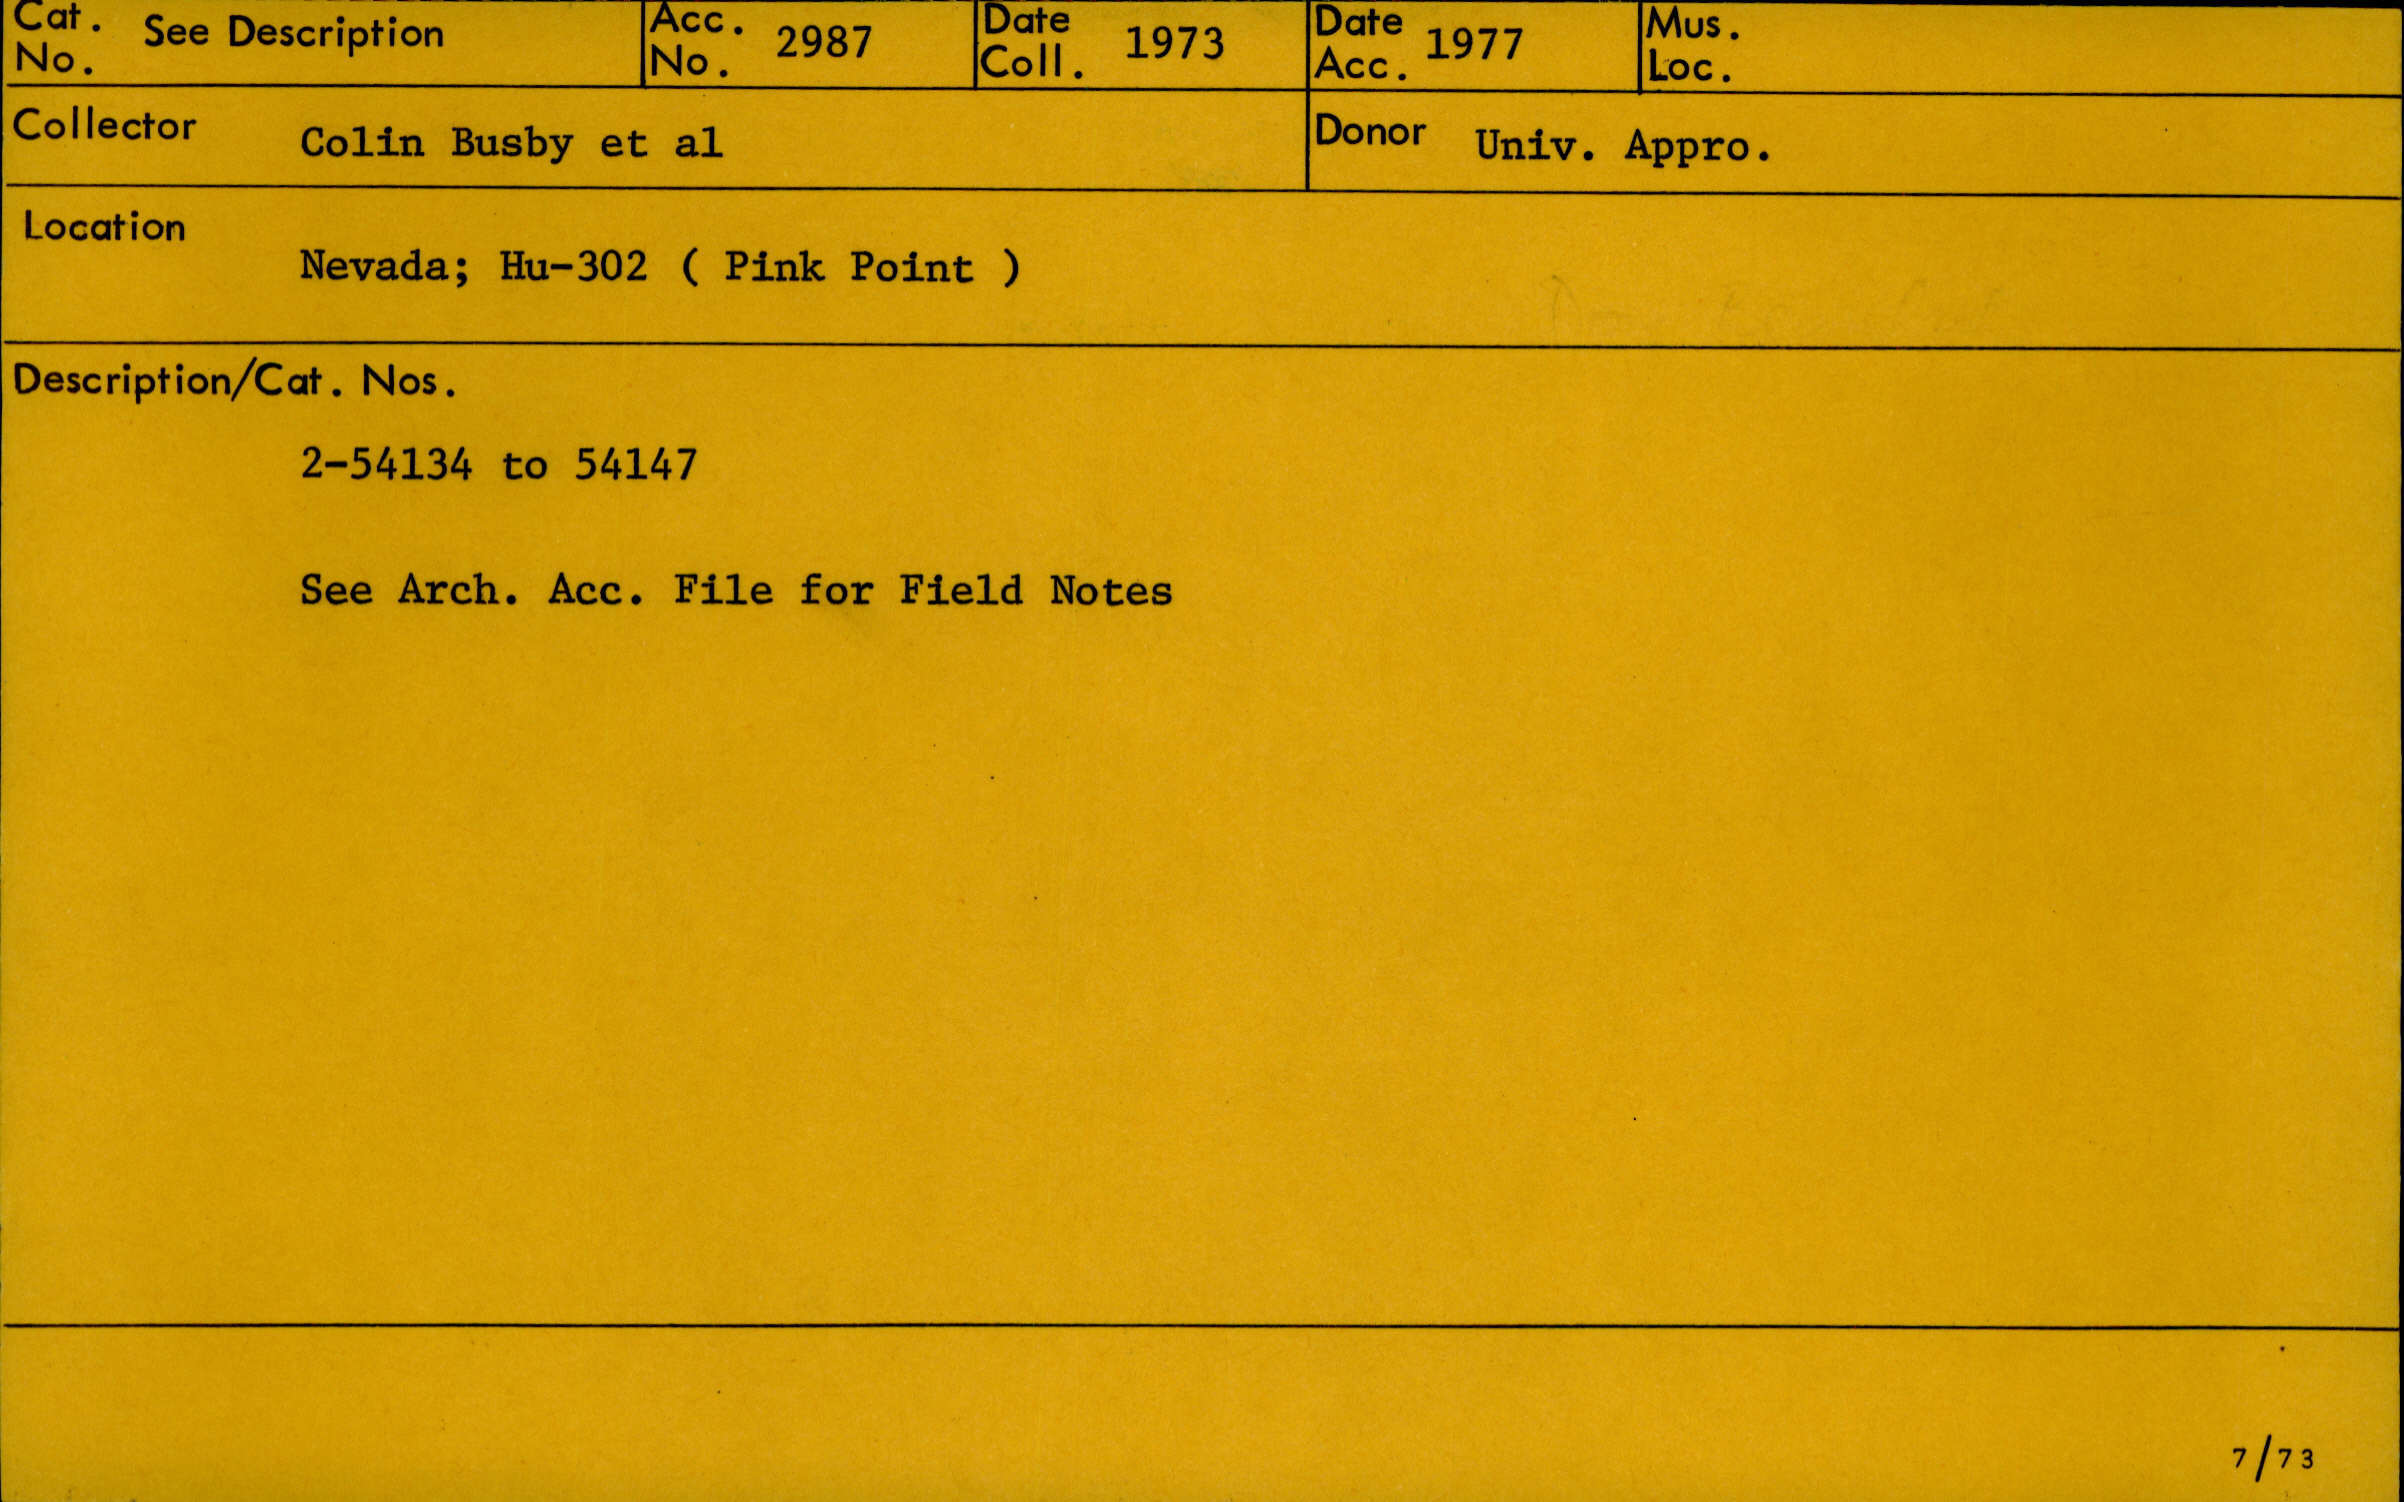 Cat. No. See Description
Acc. No. 2987
Date Coll. 1973
Date Acc. 1977
Mus. Loc.
Collector Colin Busby et al
Donor Univ. Appro.
Location
Nevada; Hu-302 ( Pink Point )
Description/Cat. Nos.
2-54134 to 54147
See Arch. Acc. File for Field Notes
7/73